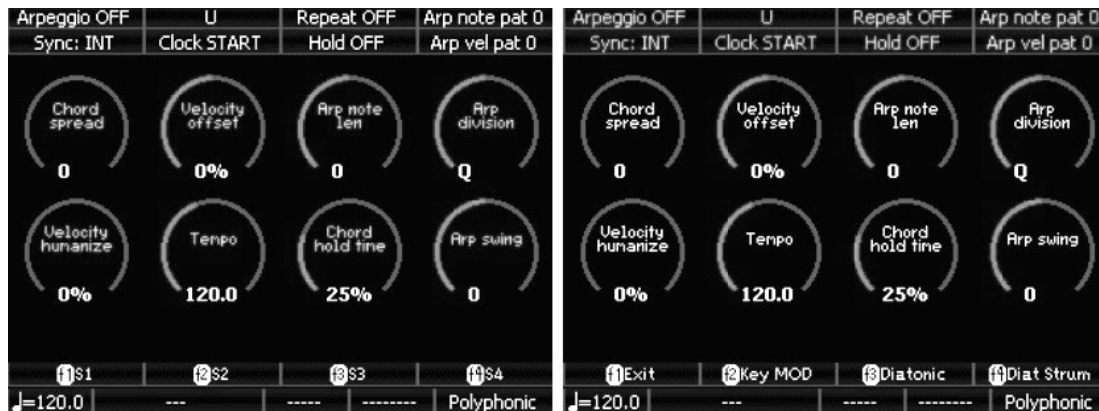 Arpeggio OFF U Repeat OFF Arp note pat 0
Sync: INT Clock START Hold OFF Arp vel pat 0
Chord spread Velocity offset Arp note len Arp division
0 0% 0 Q
Velocity humanize Tempo Chord hold time Arp swing
0% 120.0 25% 0
f1 S1 f2 S2 f3 S3 f4 S4
♩=120.0 --- ----- -------- Polyphonic
Arpeggio OFF U Repeat OFF Arp note pat 0
Sync: INT Clock START Hold OFF Arp vel pat 0
Chord spread Velocity offset Arp note len Arp division
0 0% 0 Q
Velocity humanize Tempo Chord hold time Arp swing
0% 120.0 25% 0
f1 Exit f2 Key MOD f3 Diatonic f4 Diat Strum
♩=120.0 --- ----- -------- Polyphonic